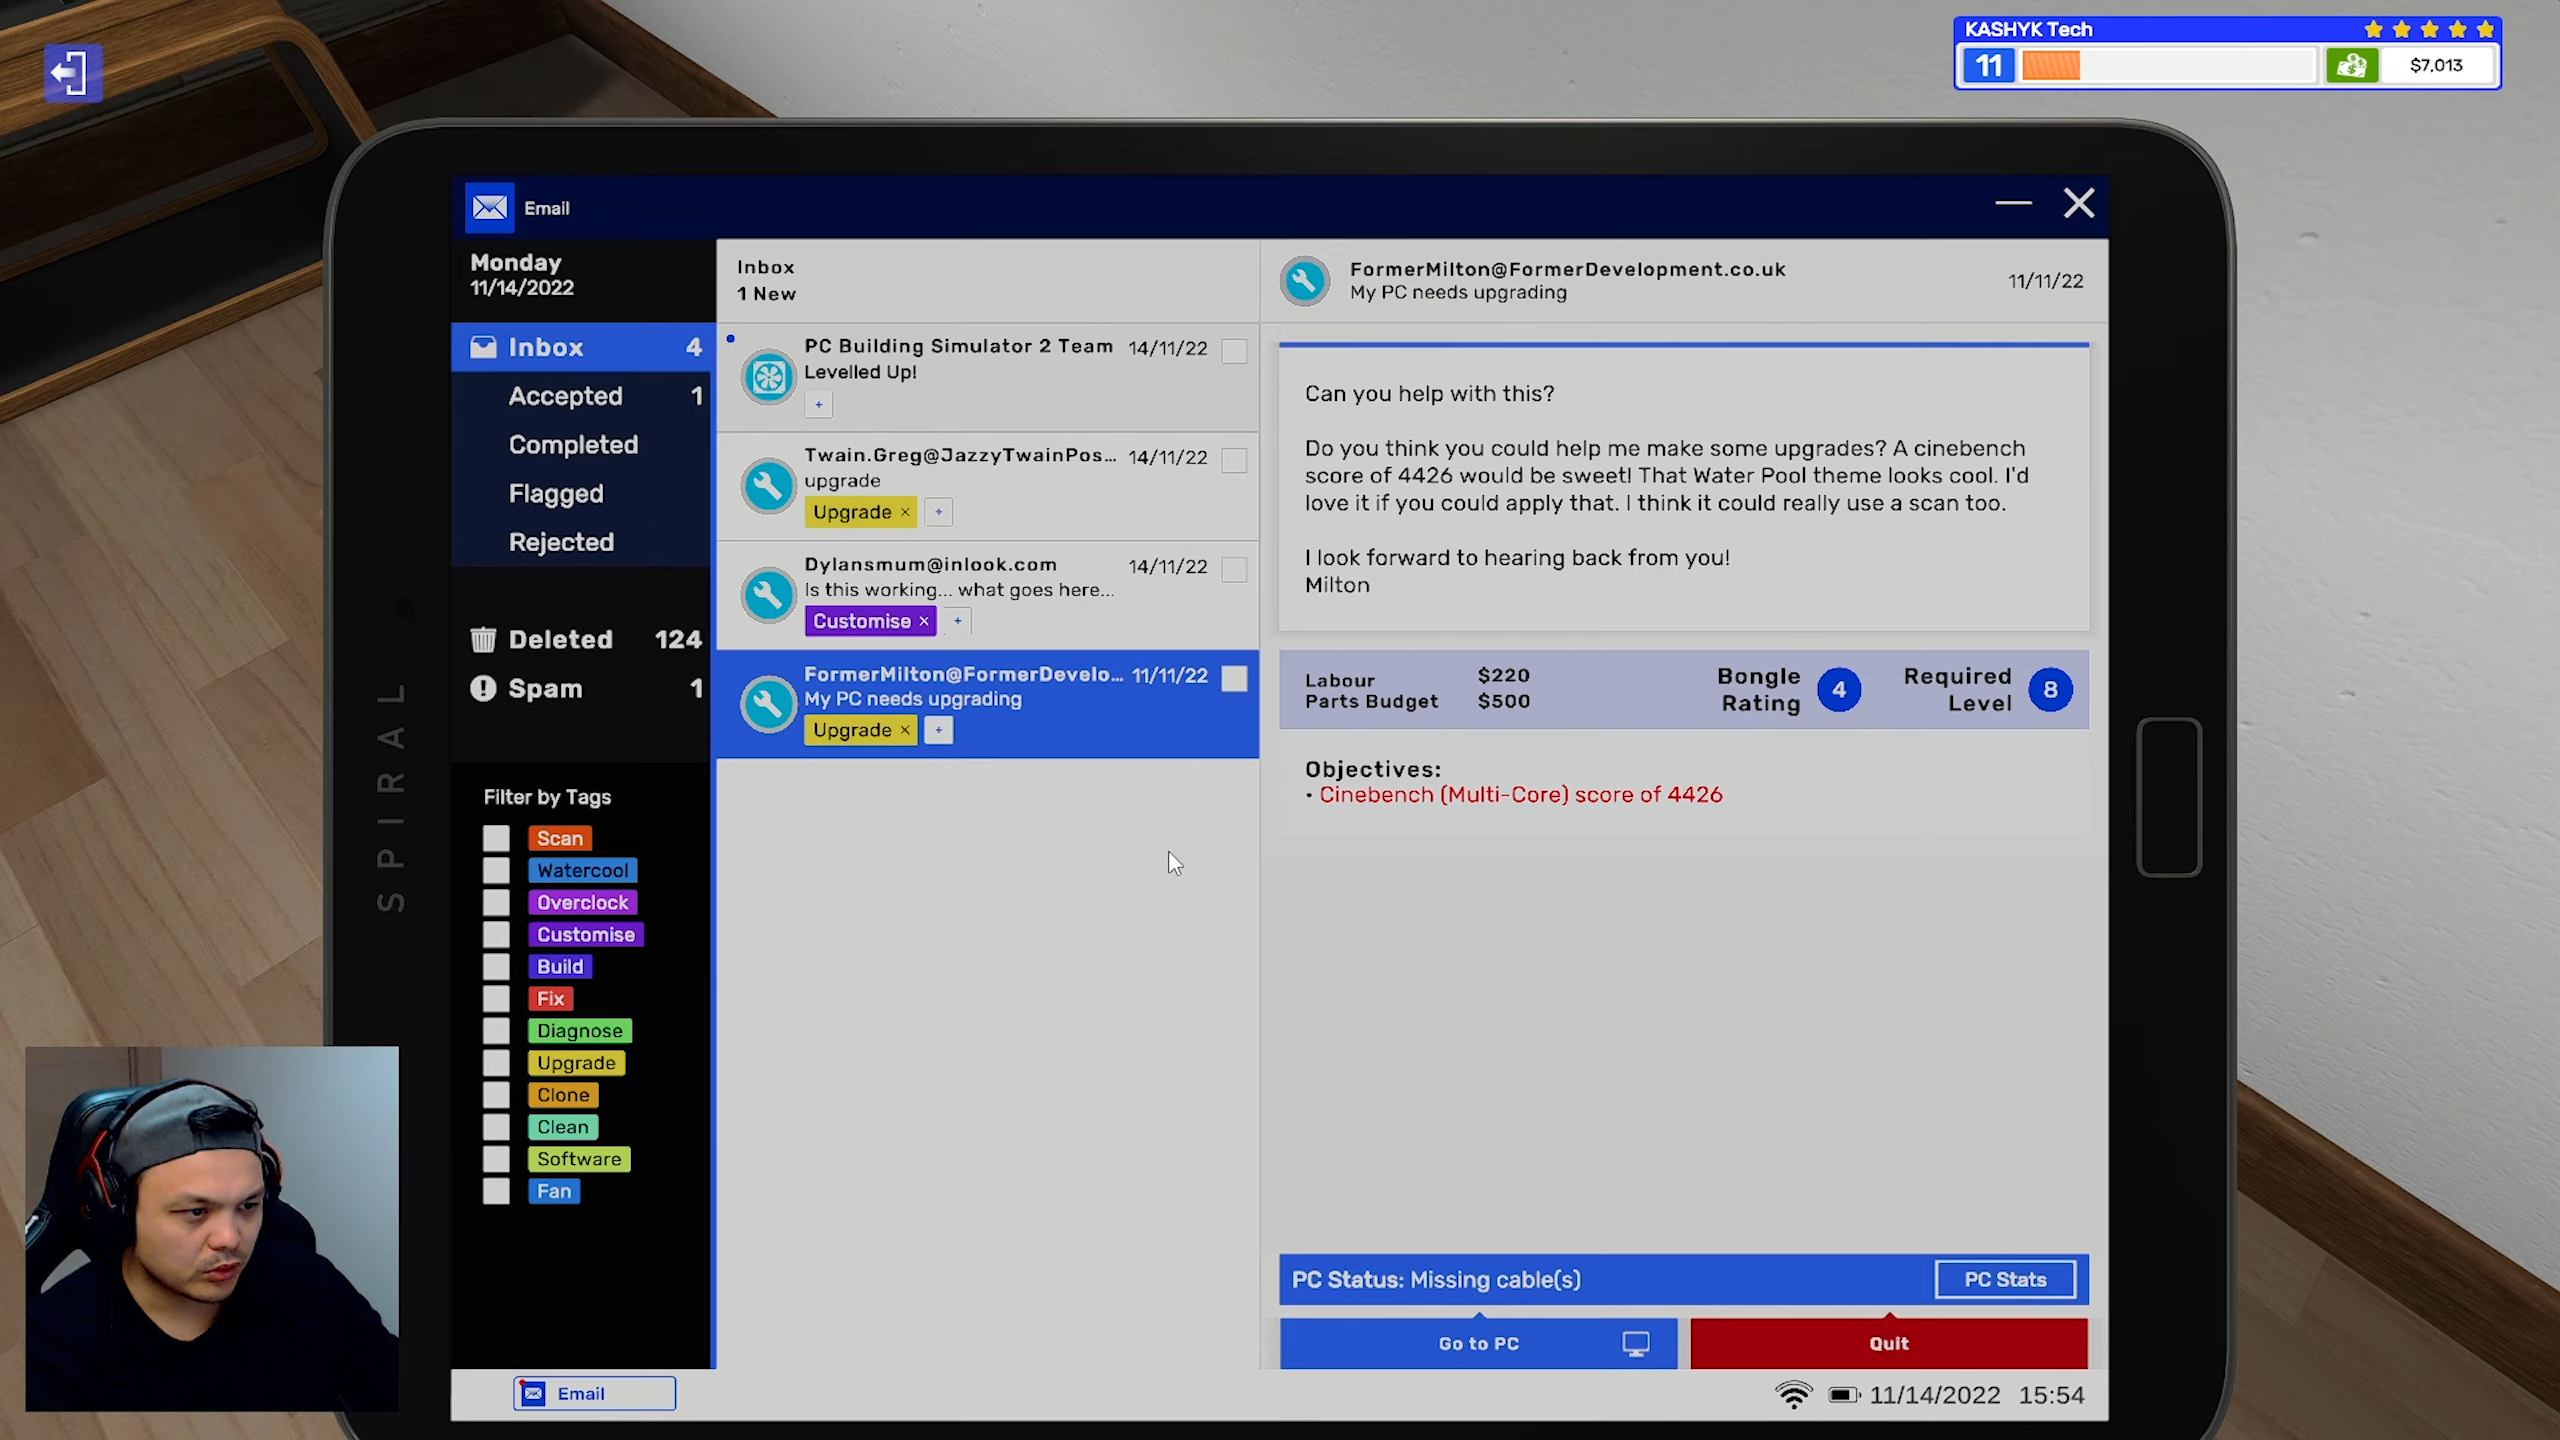 KASHYK Tech
11
$7,013
Email
Monday
11/14/2022
Inbox 4
Accepted 1
Completed
Flagged
Rejected
Deleted 124
Spam 1
Filter by Tags
Scan
Watercool
Overclock
Customise
Build
Fix
Diagnose
Upgrade
Clone
Clean
Software
Fan
Inbox
1 New
PC Building Simulator 2 Team 14/11/22
Levelled Up!
+
Twain.Greg@JazzyTwainPos... 14/11/22
upgrade
Upgrade × +
Dylansmum@inlook.com 14/11/22
Is this working... what goes here...
Customise × +
FormerMilton@FormerDevelo... 11/11/22
My PC needs upgrading
Upgrade × +
FormerMilton@FormerDevelopment.co.uk
My PC needs upgrading
11/11/22
Can you help with this?
Do you think you could help me make some upgrades? A cinebench
score of 4426 would be sweet! That Water Pool theme looks cool. I'd
love it if you could apply that. I think it could really use a scan too.
I look forward to hearing back from you!
Milton
Labour $220
Parts Budget $500
Bongle
Rating 4
Required
Level 8
Objectives:
• Cinebench (Multi-Core) score of 4426
PC Status: Missing cable(s)
PC Stats
Go to PC
Quit
Email
11/14/2022 15:54
SPIRAL